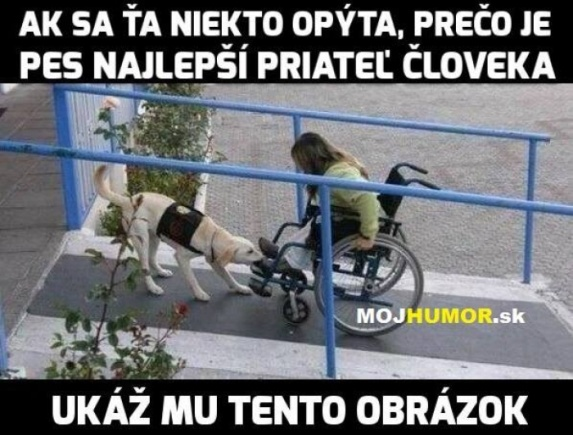 AK SA ŤA NIEKTO OPÝTA, PREČO JE
PES NAJLEPŠÍ PRIATEĽ ČLOVEKA
MOJHUMOR.sk
UKÁŽ MU TENTO OBRÁZOK